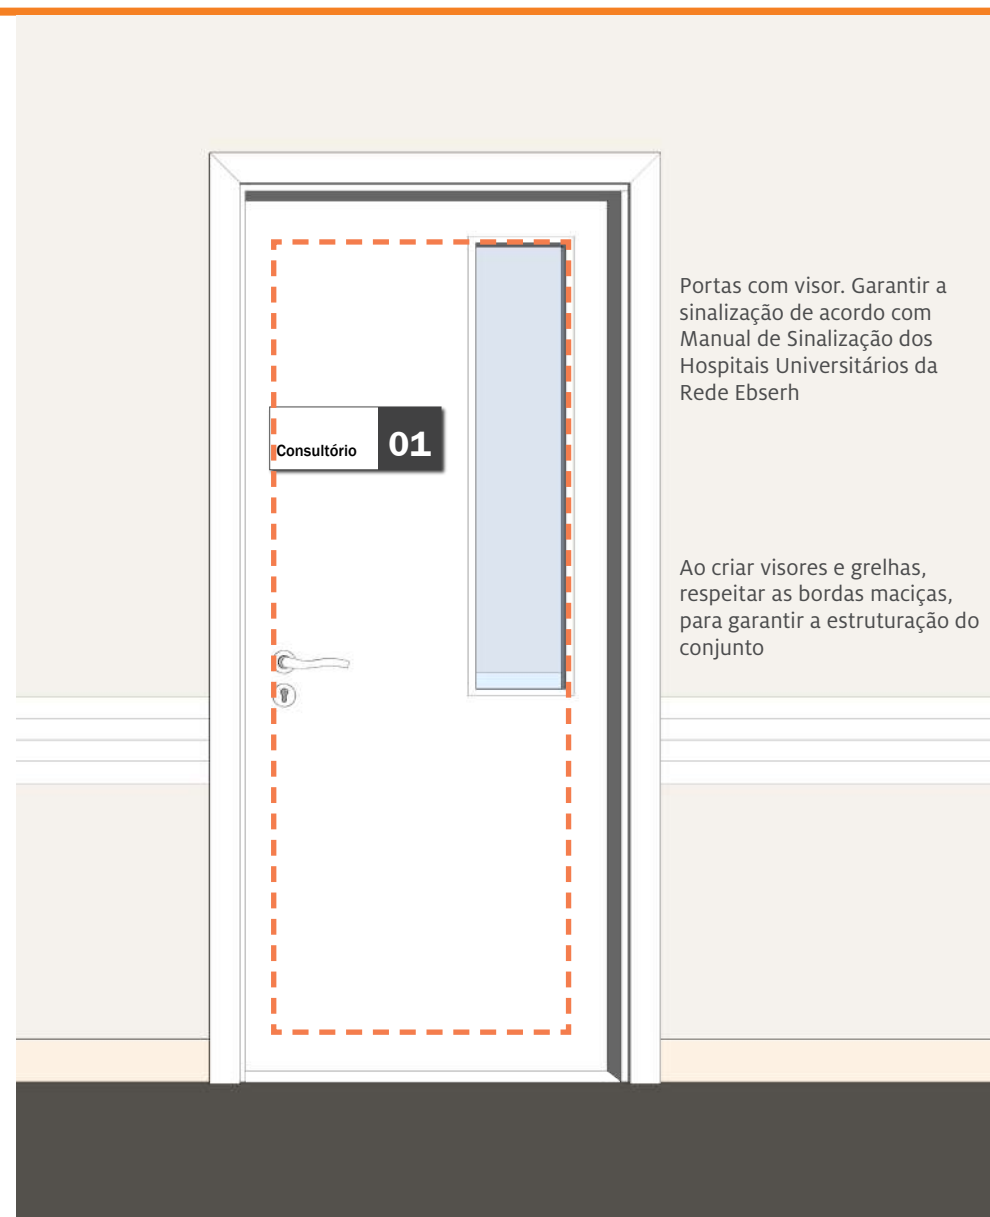 Portas com visor. Garantir a
sinalização de acordo com
Manual de Sinalização dos
Hospitais Universitários da
Rede Ebserh
Consultório 01
Ao criar visores e grelhas,
respeitar as bordas maciças,
para garantir a estruturação do
conjunto